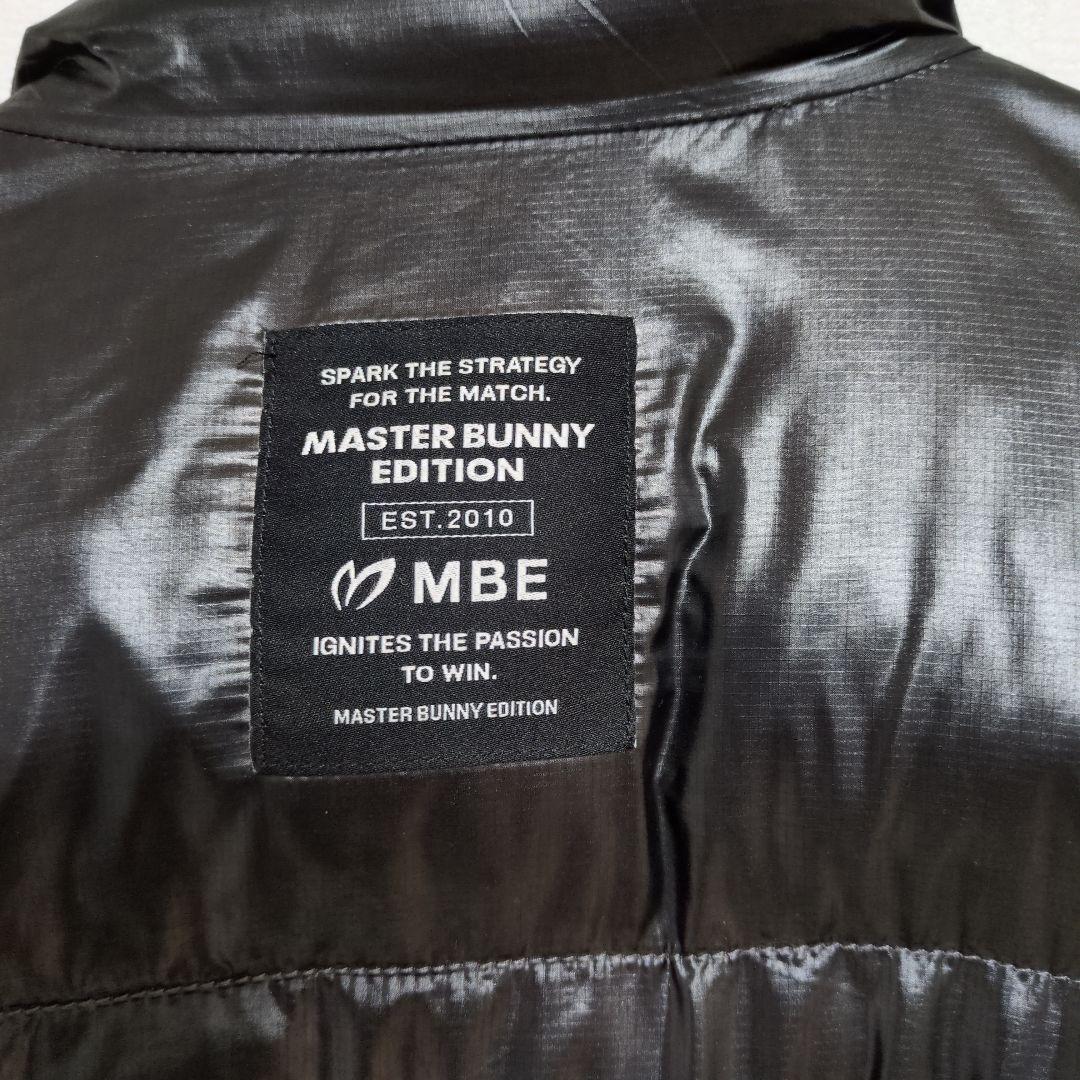 SPARK THE STRATEGY
FOR THE MATCH.
MASTER BUNNY
EDITION
EST.2010
MBE
IGNITES THE PASSION
TO WIN.
MASTER BUNNY EDITION